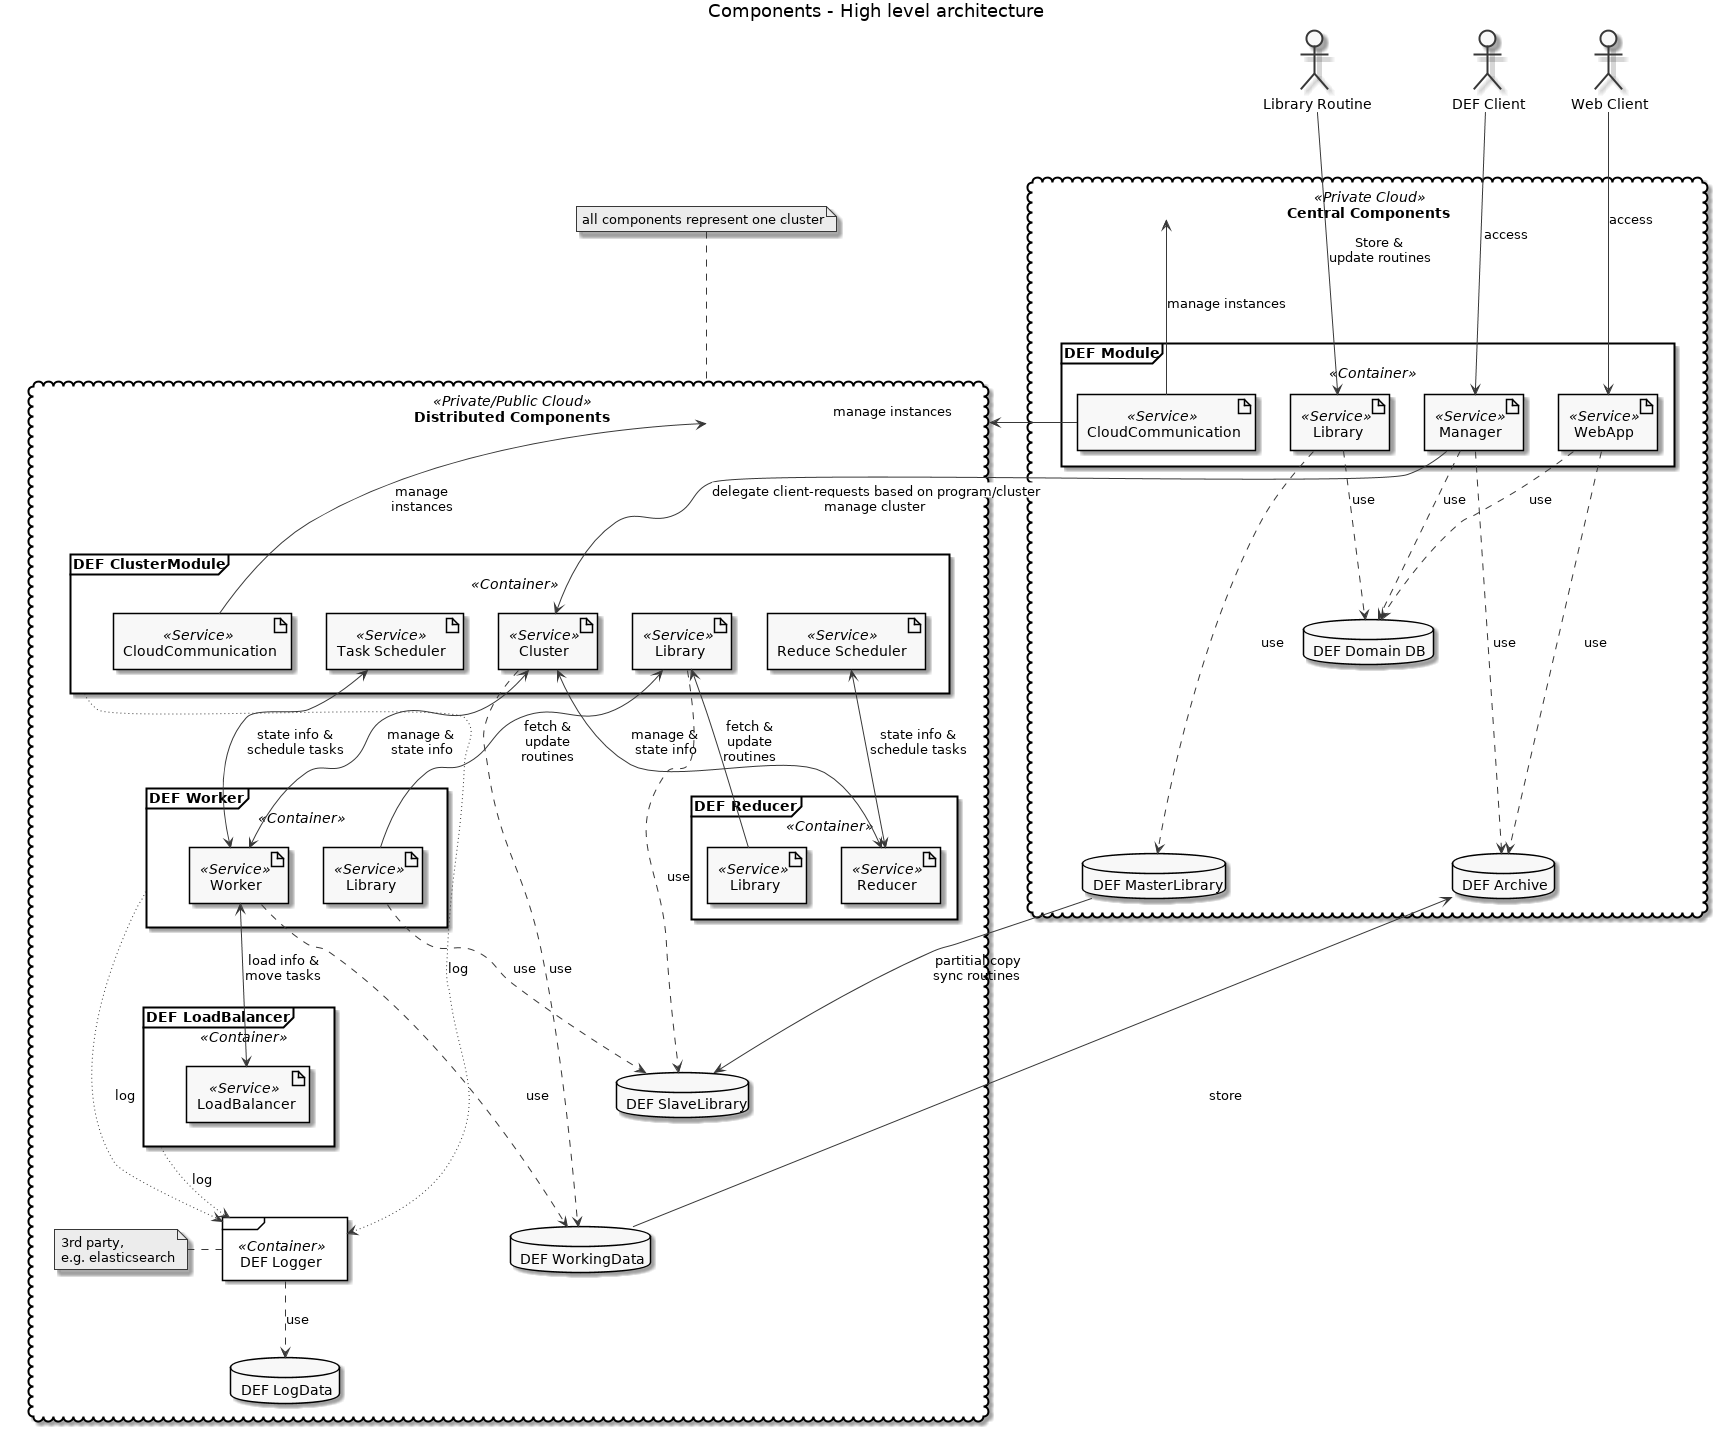 Components - High level architecture
Library Routine
DEF Client
Web Client
«Private Cloud»
Central Components
all components represent one cluster
access
access
Store &
update routines
manage instances
DEF Module
«Container»
«Service»
CloudCommunication
«Service»
Library
«Service»
Manager
«Service»
WebApp
«Private/Public Cloud»
Distributed Components
manage instances
manage
instances
delegate client-requests based on program/cluster
manage cluster
use
use
use
DEF ClusterModule
«Container»
«Service»
CloudCommunication
«Service»
Task Scheduler
«Service»
Cluster
«Service»
Library
«Service»
Reduce Scheduler
use
DEF Domain DB
use
use
state info &
schedule tasks
manage &
state info
fetch &
update
routines
manage &
state info
fetch &
update
routines
state info &
schedule tasks
DEF Worker
«Container»
«Service»
Worker
«Service»
Library
use
DEF Reducer
«Container»
«Service»
Library
«Service»
Reducer
DEF MasterLibrary
DEF Archive
load info &
move tasks
log
use
use
partitial copy
sync routines
DEF LoadBalancer
«Container»
«Service»
LoadBalancer
log
use
DEF SlaveLibrary
store
log
3rd party,
e.g. elasticsearch
«Container»
DEF Logger
DEF WorkingData
use
DEF LogData